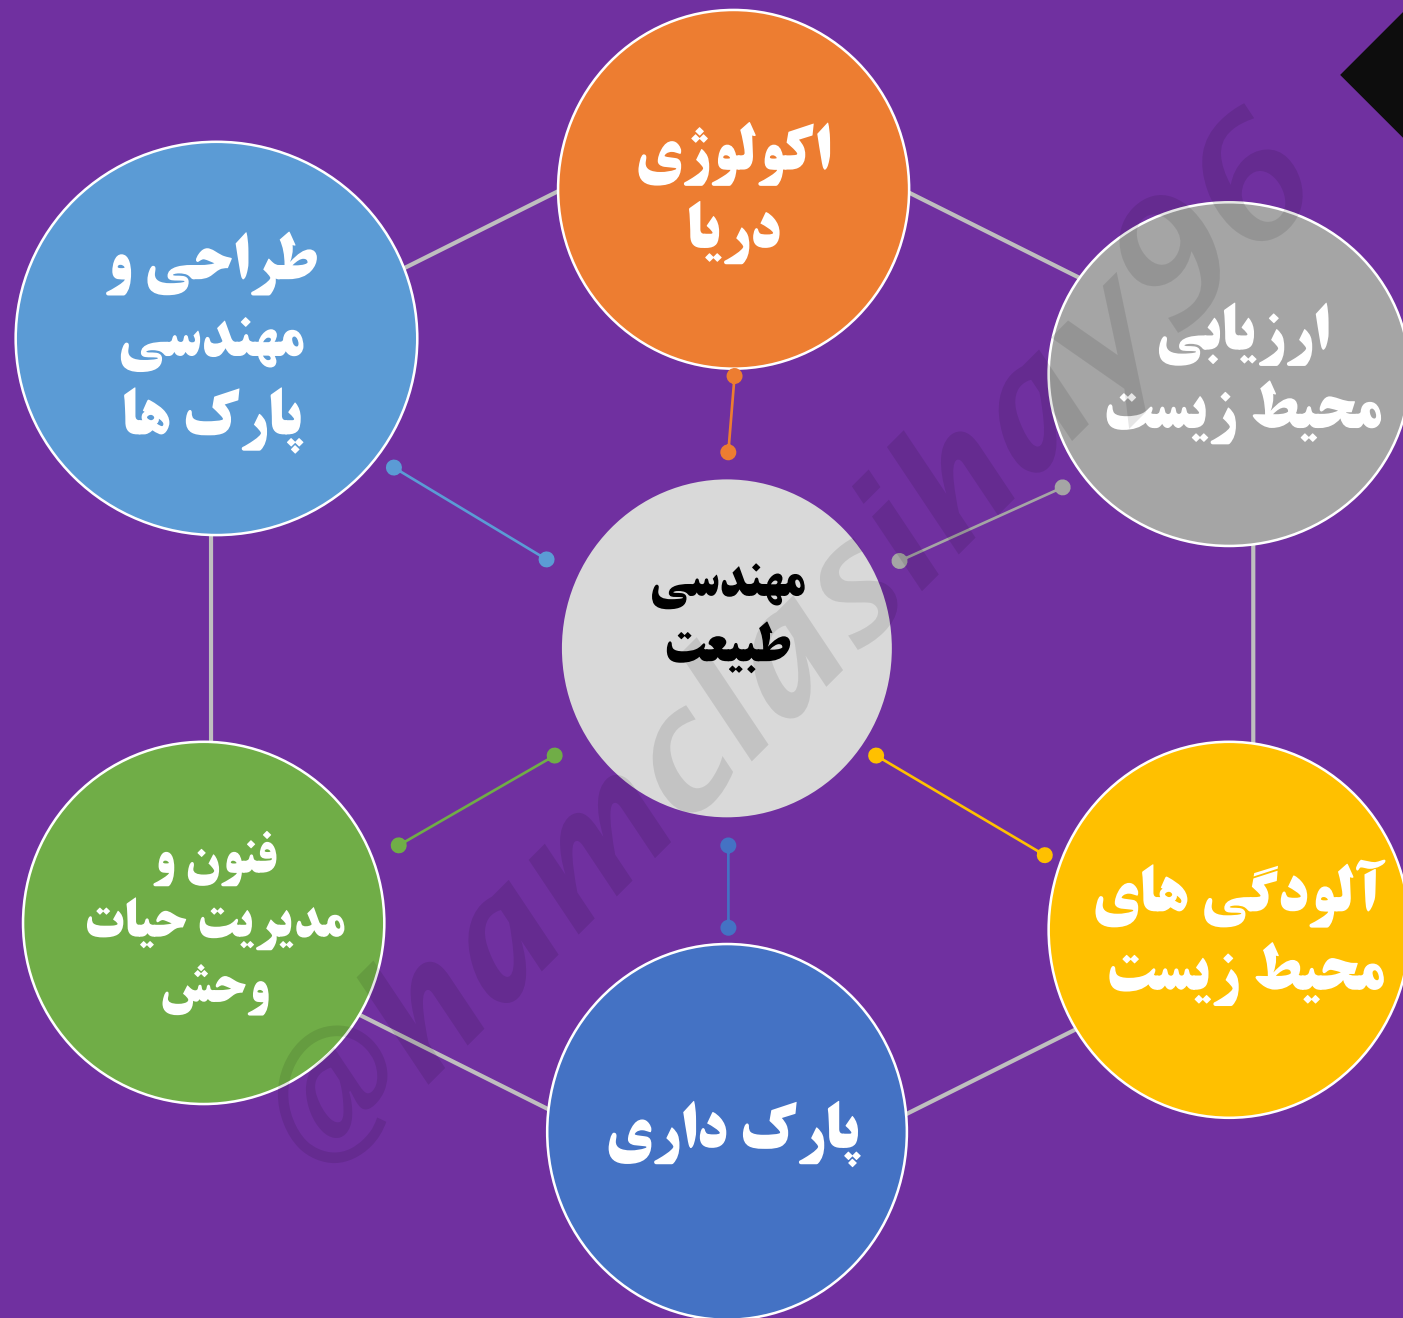 اکولوژی
دریا
ارزیابی
محیط زیست
طراحی و
مهندسی
پارک ها
مهندسی
طبیعت
آلودگی های
محیط زیست
فنون و
مدیریت حیات
وحش
پارک داری
@hamclasihay96